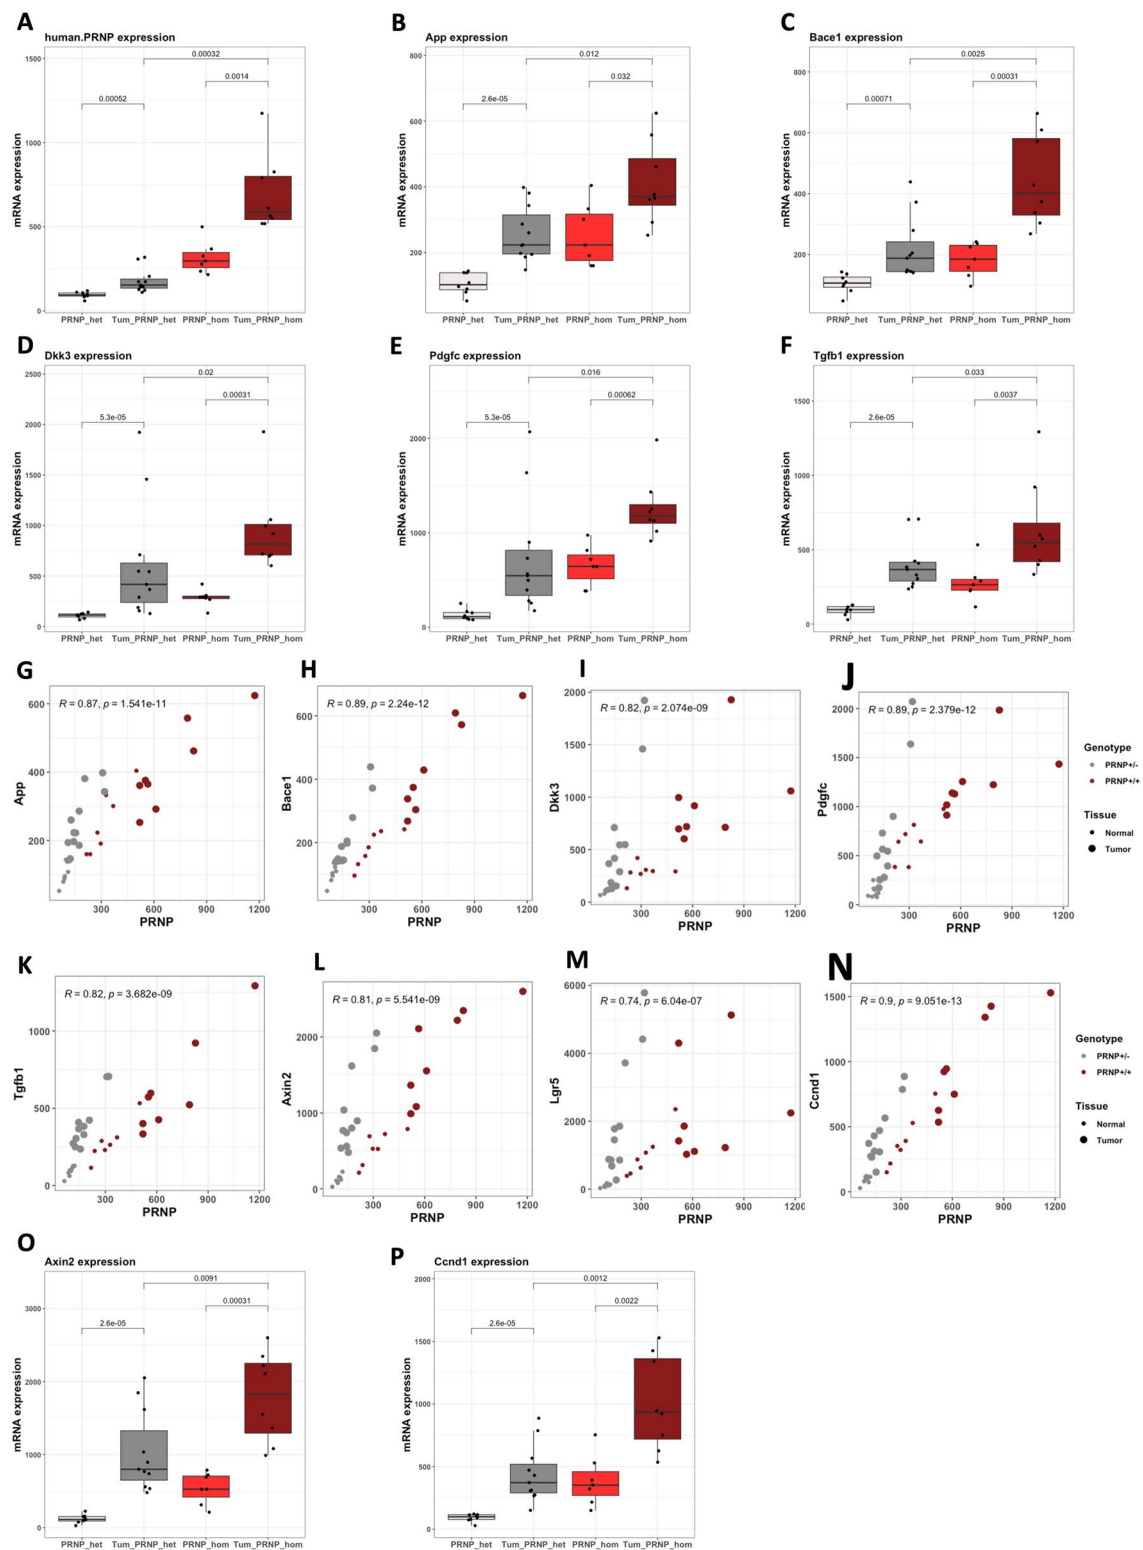 A
human.PRNP expression
0.00032
0.0014
0.00052
mRNA expression
1500
1000
500
0
PRNP_het
Tum_PRNP_het
PRNP_hom
Tum_PRNP_hom
B
App expression
0.012
0.032
2.6e-05
mRNA expression
800
600
400
200
PRNP_het
Tum_PRNP_het
PRNP_hom
Tum_PRNP_hom
C
Bace1 expression
0.0025
0.00031
0.00071
mRNA expression
800
600
400
200
PRNP_het
Tum_PRNP_het
PRNP_hom
Tum_PRNP_hom
D
Dkk3 expression
0.02
0.00031
5.3e-05
mRNA expression
2500
2000
1500
1000
500
0
PRNP_het
Tum_PRNP_het
PRNP_hom
Tum_PRNP_hom
E
Pdgfc expression
0.016
0.00062
5.3e-05
mRNA expression
2000
1000
0
PRNP_het
Tum_PRNP_het
PRNP_hom
Tum_PRNP_hom
F
Tgfb1 expression
0.033
0.0037
2.6e-05
mRNA expression
1500
1000
500
0
PRNP_het
Tum_PRNP_het
PRNP_hom
Tum_PRNP_hom
G
R = 0.87, p = 1.541e-11
App
600
400
200
300
600
900
1200
PRNP
H
R = 0.89, p = 2.24e-12
Bace1
600
400
200
0
300
600
900
1200
PRNP
I
R = 0.82, p = 2.074e-09
Dkk3
2000
1500
1000
500
0
300
600
900
1200
PRNP
J
R = 0.89, p = 2.379e-12
Pdgfc
2000
1500
1000
500
0
300
600
900
1200
PRNP
Genotype
PRNP+/-
PRNP+/+
Tissue
Normal
Tumor
K
R = 0.82, p = 3.682e-09
Tgfb1
1000
500
0
300
600
900
1200
PRNP
L
R = 0.81, p = 5.541e-09
Axin2
2000
1000
0
300
600
900
1200
PRNP
M
R = 0.74, p = 6.04e-07
Lgr5
6000
4000
2000
0
300
600
900
1200
PRNP
N
R = 0.9, p = 9.051e-13
Ccnd1
1500
1000
500
0
300
600
900
1200
PRNP
Genotype
PRNP+/-
PRNP+/+
Tissue
Normal
Tumor
O
Axin2 expression
0.0091
0.00031
2.6e-05
mRNA expression
3000
2000
1000
0
PRNP_het
Tum_PRNP_het
PRNP_hom
Tum_PRNP_hom
P
Ccnd1 expression
0.0012
0.0022
2.6e-05
mRNA expression
2000
1500
1000
500
0
PRNP_het
Tum_PRNP_het
PRNP_hom
Tum_PRNP_hom